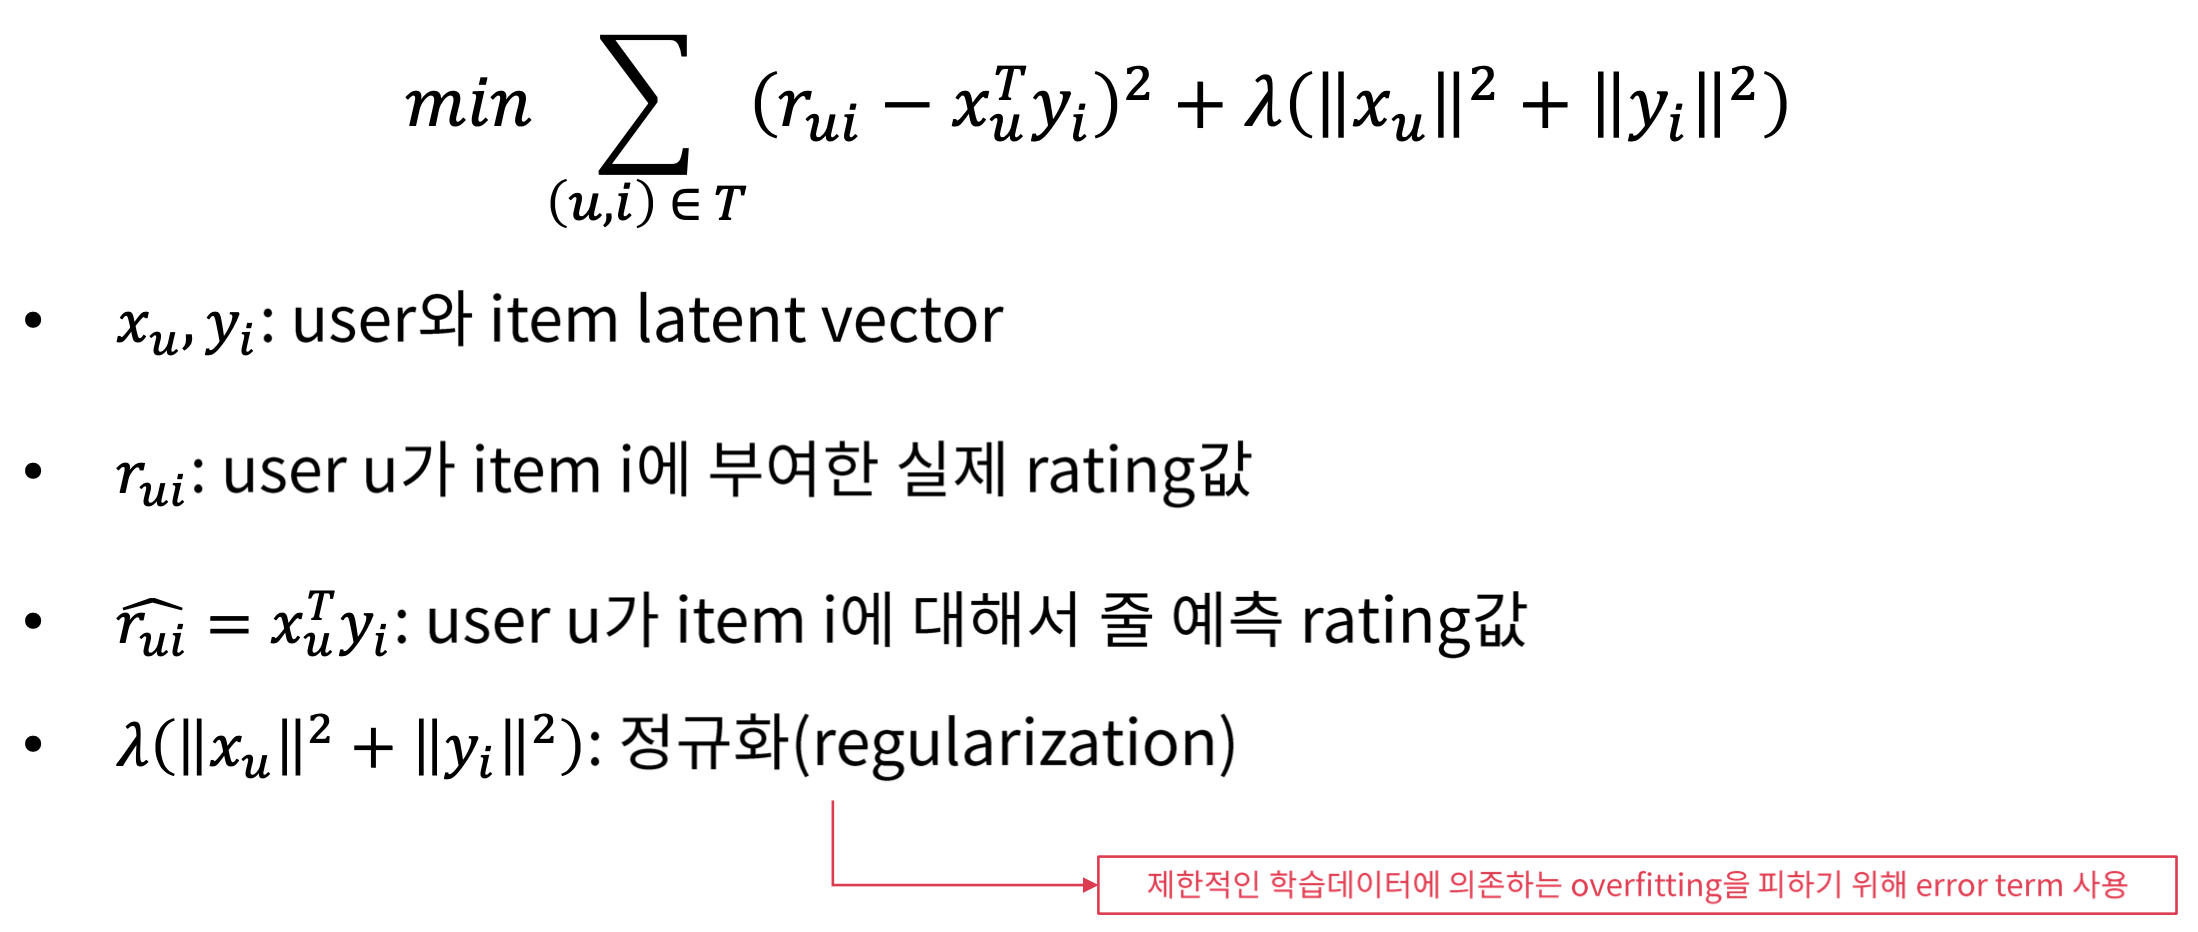 min ∑ (r_{ui} − x_u^T y_i)² + λ(‖x_u‖² + ‖y_i‖²)
(u,i) ∈ T
• x_u, y_i: user와 item latent vector
• r_{ui}: user u가 item i에 부여한 실제 rating값
• \widehat{r_{ui}} = x_u^T y_i: user u가 item i에 대해서 줄 예측 rating값
• λ(‖x_u‖² + ‖y_i‖²): 정규화(regularization)
제한적인 학습데이터에 의존하는 overfitting을 피하기 위해 error term 사용